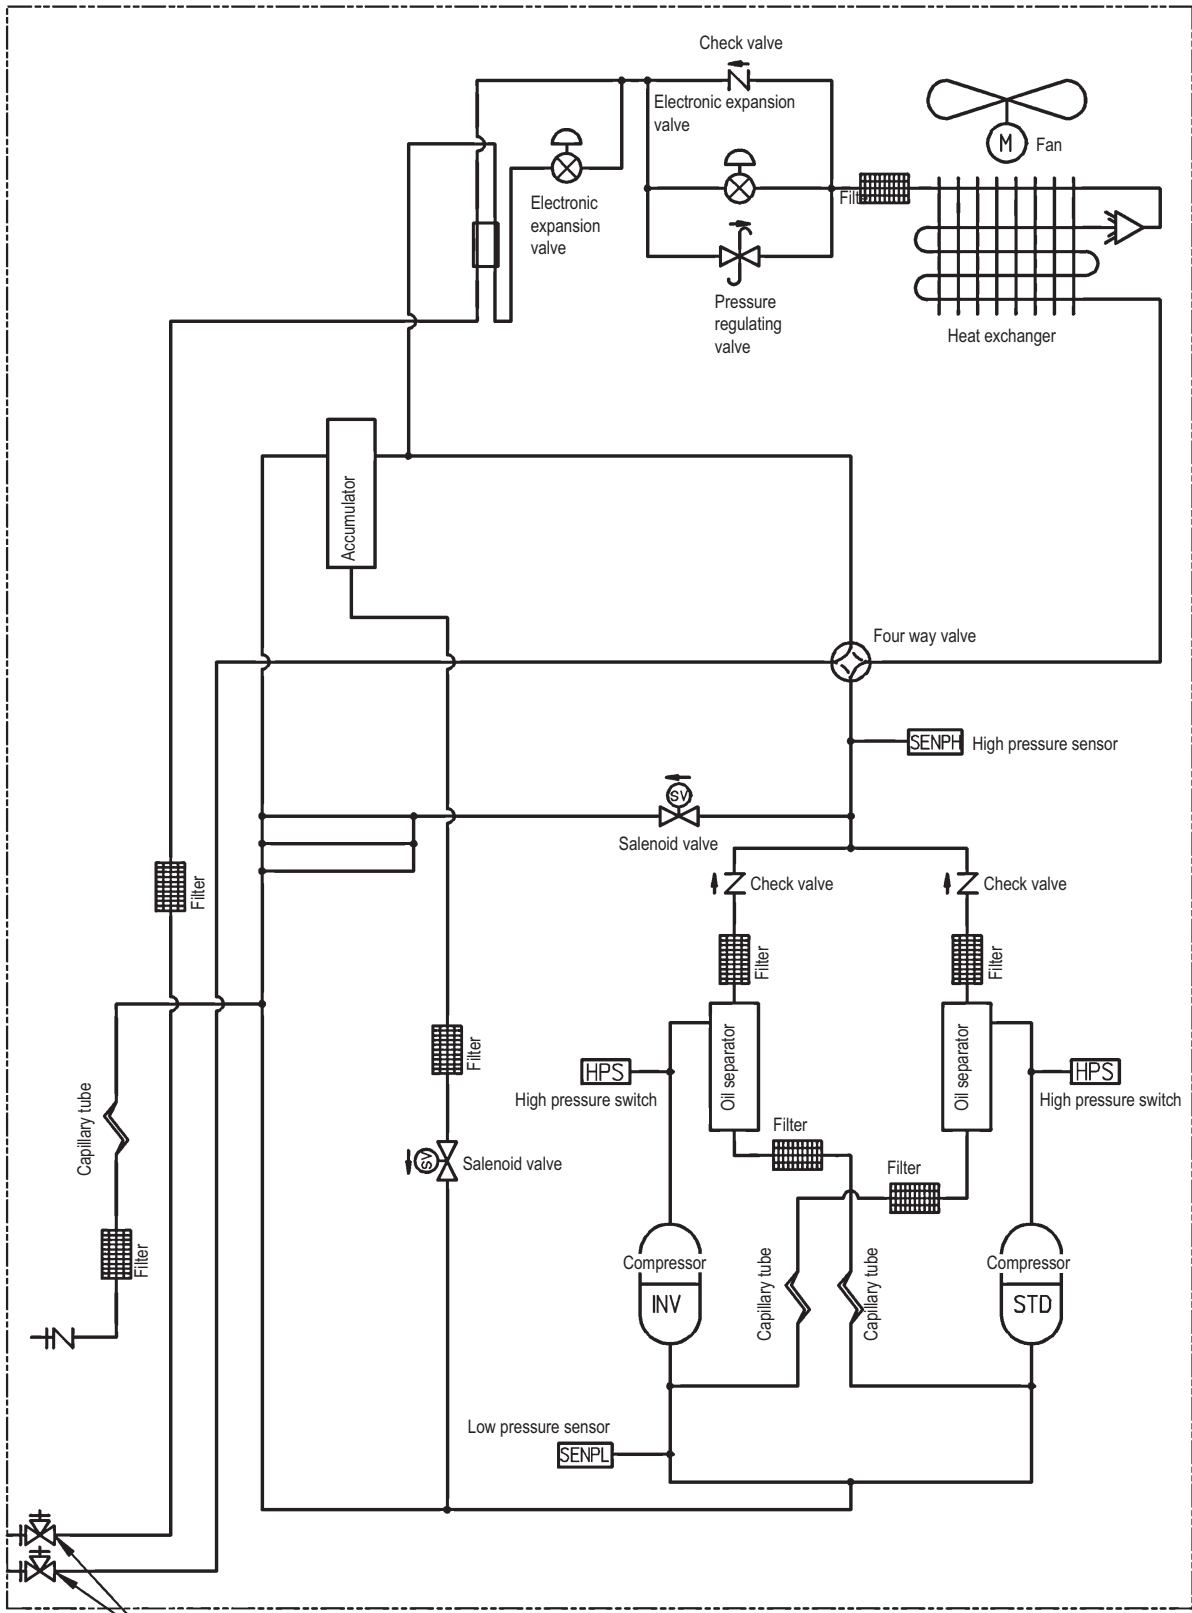 Check valve
Electronic expansion
valve
M
Fan
Filte
Electronic
expansion
valve
Pressure
regulating
valve
Heat exchanger
Accumulator
Four way valve
SENPH
High pressure sensor
SV
Salenoid valve
Check valve
Check valve
Filter
Filter
Filter
Oil separator
Oil separator
Filter
HPS
High pressure switch
HPS
High pressure switch
Capillary tube
Filter
SV
Salenoid valve
Filter
Filter
Compressor
INV
Capillary tube
Capillary tube
Compressor
STD
Low pressure sensor
SENPL